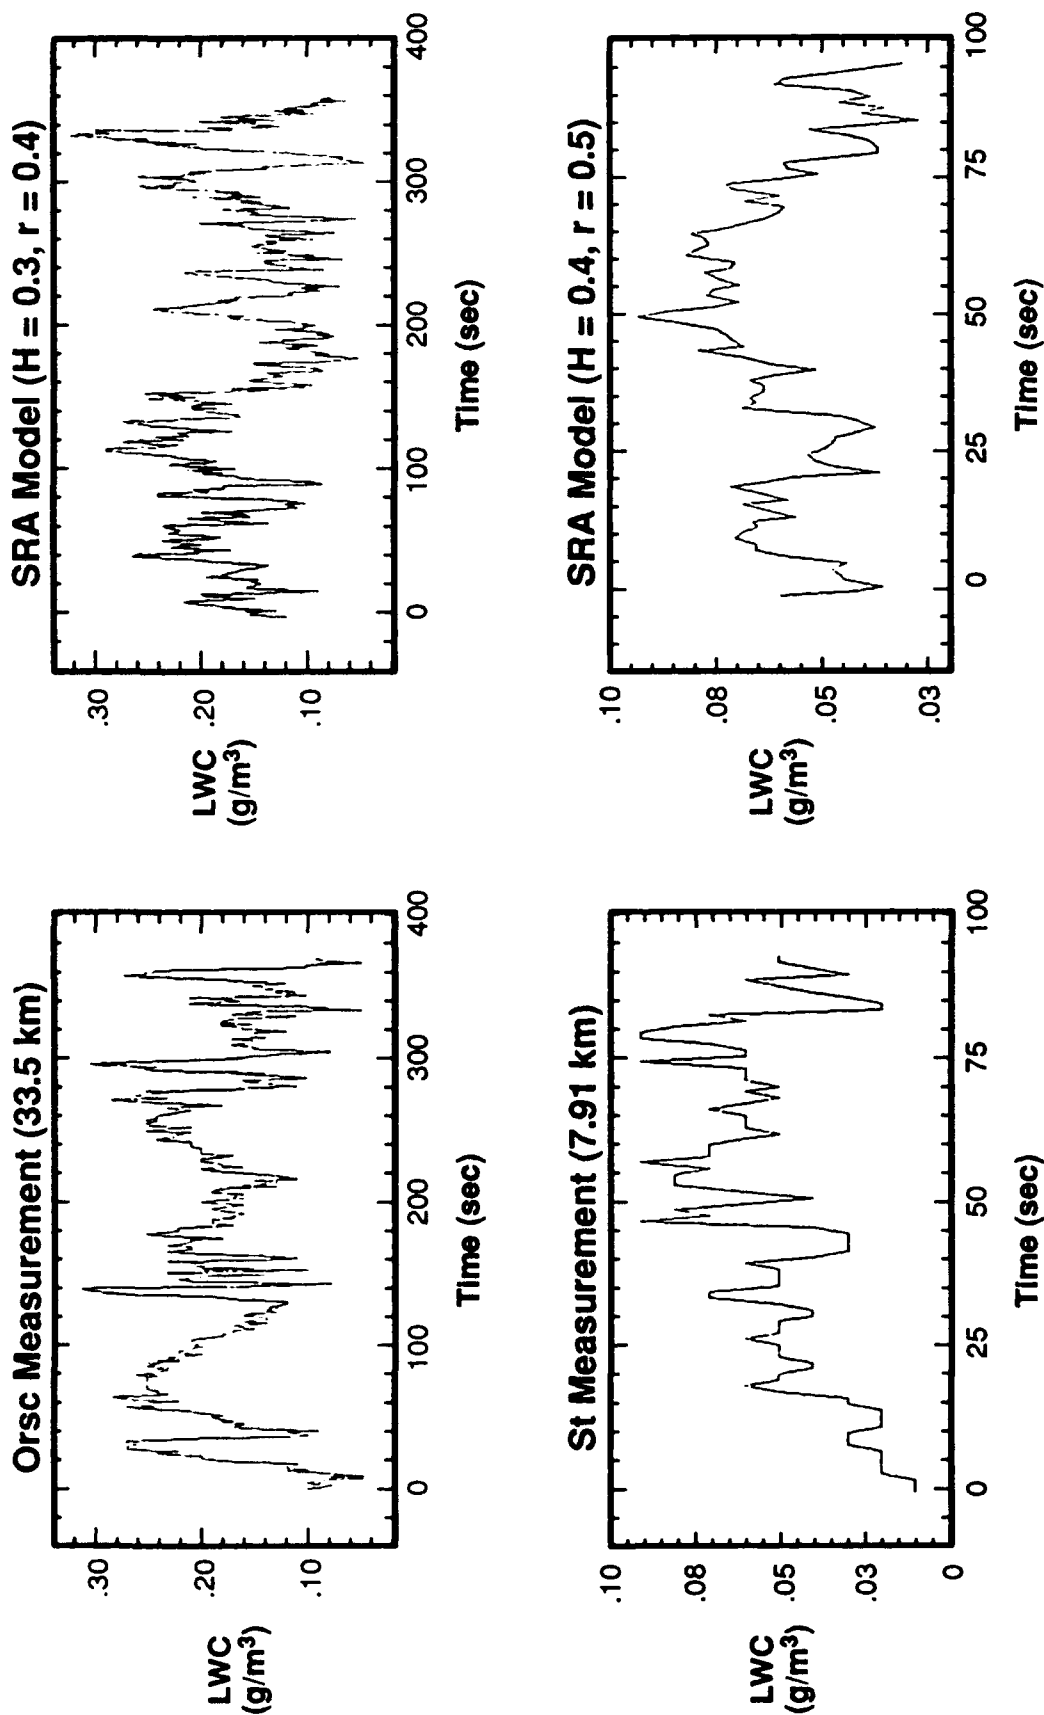 Orsc Measurement (33.5 km)
LWC
(g/m³)
.30
.20
.10
0
100
200
300
400
Time (sec)
SRA Model (H = 0.3, r = 0.4)
LWC
(g/m³)
.30
.20
.10
0
100
200
300
400
Time (sec)
St Measurement (7.91 km)
LWC
(g/m³)
.10
.08
.05
.03
0
0
25
50
75
100
Time (sec)
SRA Model (H = 0.4, r = 0.5)
LWC
(g/m³)
.10
.08
.05
.03
0
25
50
75
100
Time (sec)